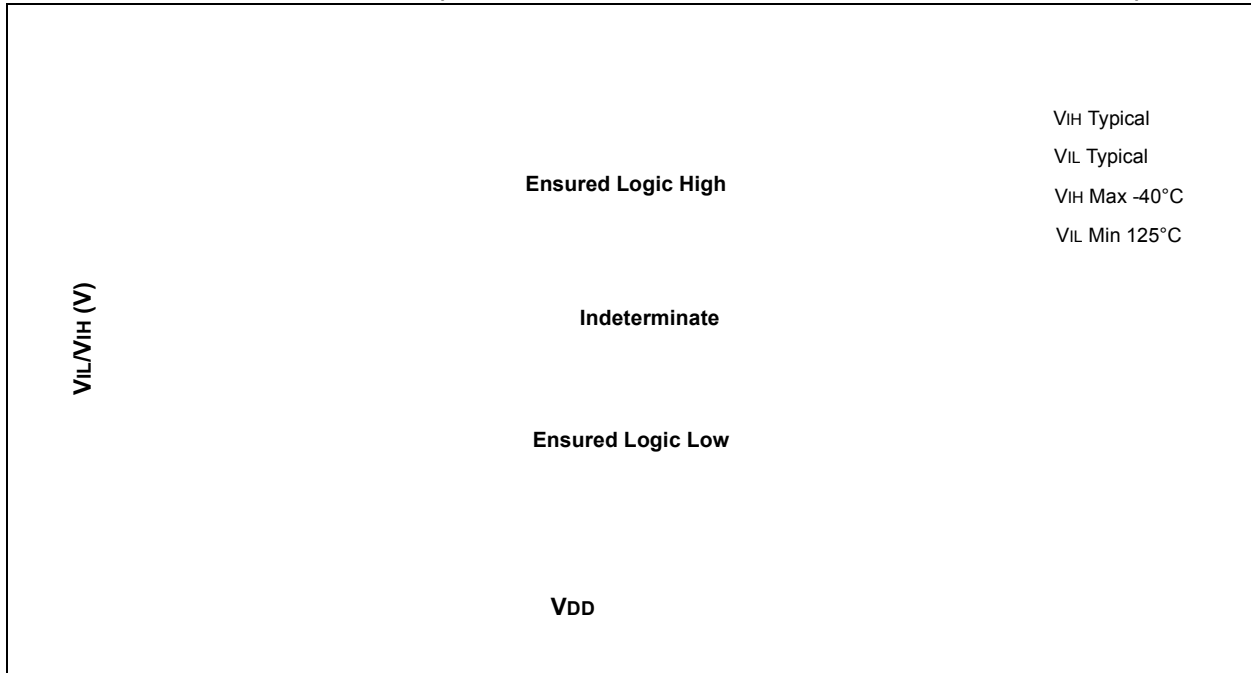 VIH Typical
VIL Typical
Ensured Logic High
VIH Max -40°C
VIL Min 125°C
VIL/VIH (V)
Indeterminate
Ensured Logic Low
VDD